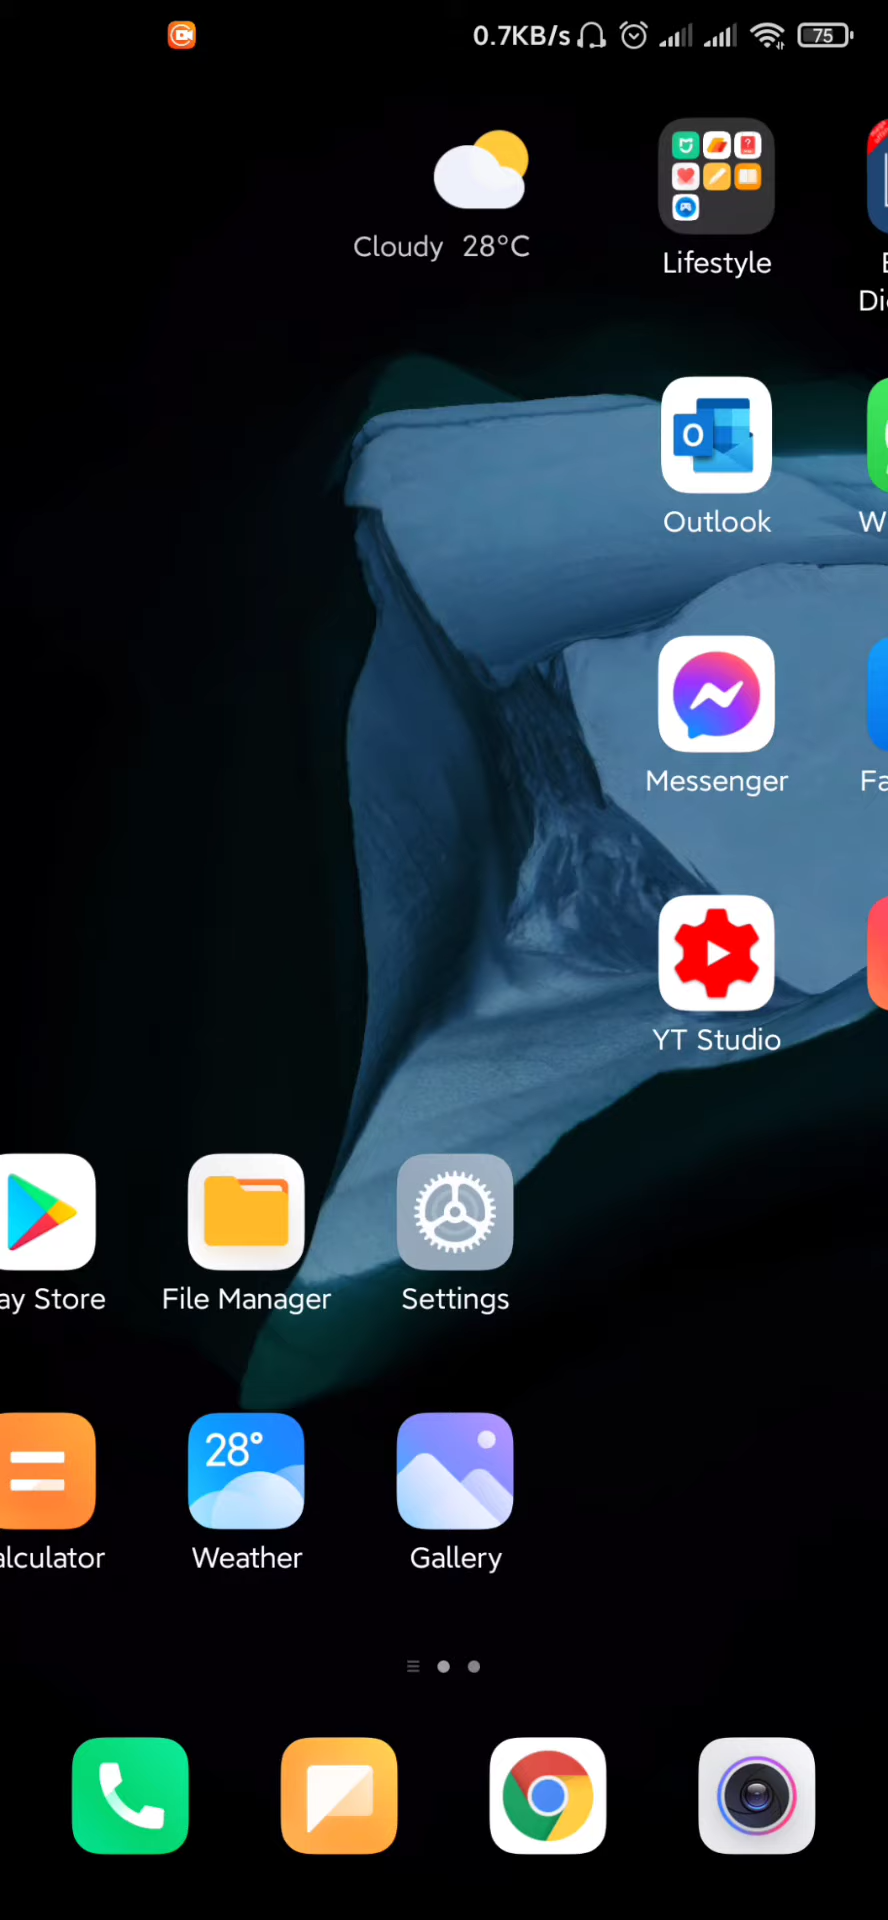 0.7KB/s 75
Cloudy 28°C
Lifestyle
Outlook
Messenger
YT Studio
ay Store File Manager Settings
28°
alculator Weather Gallery